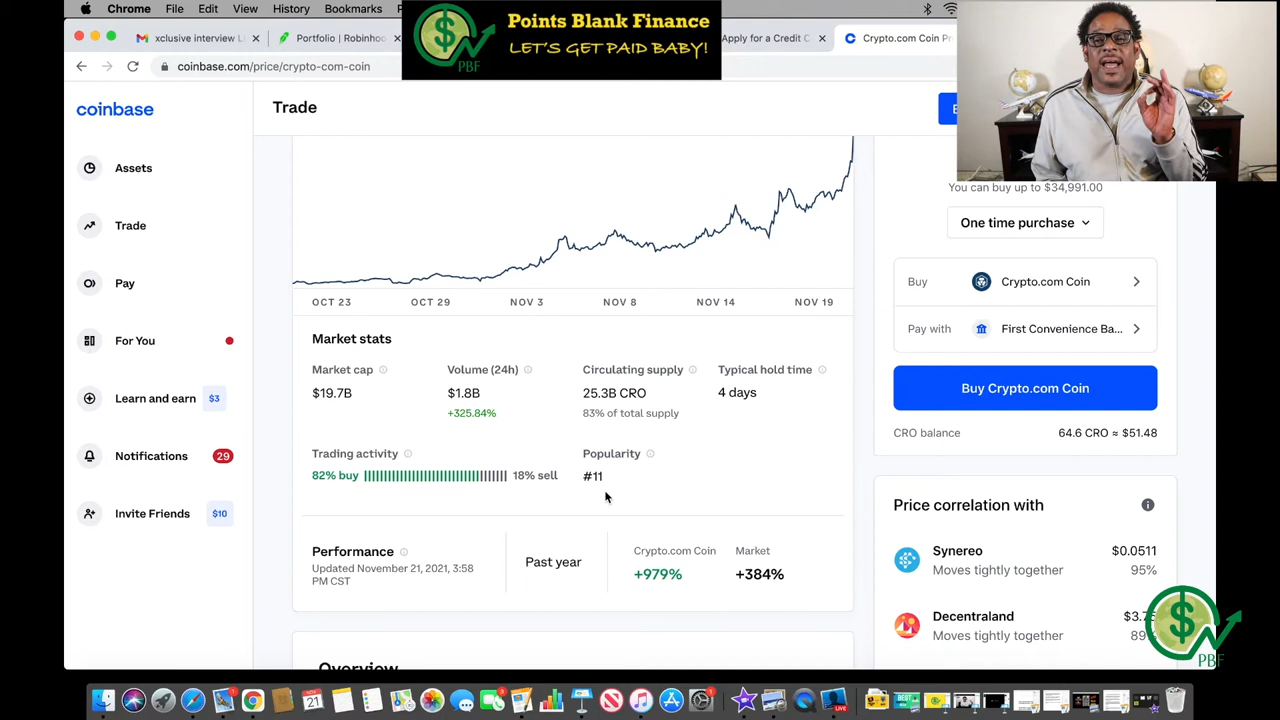 Chrome File Edit View History Bookmarks
Points Blank Finance
LET'S GET PAID BABY!
PBF
xclusive interview
Portfolio | Robinhoo
Apply for a Credit C
Crypto.com Coin P
coinbase.com/price/crypto-com-coin
coinbase
Trade
Assets
Trade
Pay
For You
Learn and earn $3
Notifications 29
Invite Friends $10
OCT 23 OCT 29 NOV 3 NOV 8 NOV 14 NOV 19
Market stats
Market cap Volume (24h) Circulating supply Typical hold time
$19.7B $1.8B 25.3B CRO 4 days
+325.84% 83% of total supply
Trading activity Popularity
82% buy 18% sell #11
Performance
Updated November 21, 2021, 3:58
PM CST
Past year
Crypto.com Coin Market
+979% +384%
Overview
You can buy up to $34,991.00
One time purchase
Buy Crypto.com Coin
Pay with First Convenience Ba...
Buy Crypto.com Coin
CRO balance 64.6 CRO ≈ $51.48
Price correlation with
Synereo $0.0511
Moves tightly together 95%
Decentraland
Moves tightly together
PBF